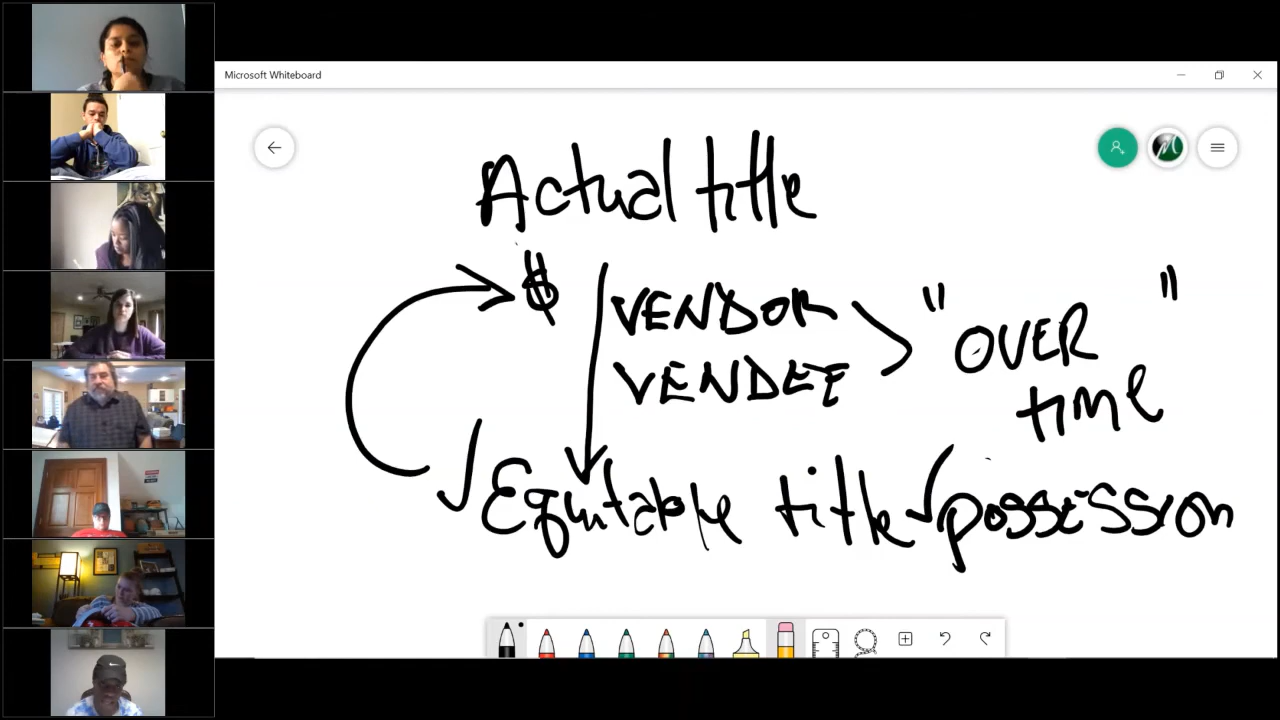 Microsoft Whiteboard
Actual title
$ VENDOR "OVER "
VENDEE time
√ Equitable title √ possession